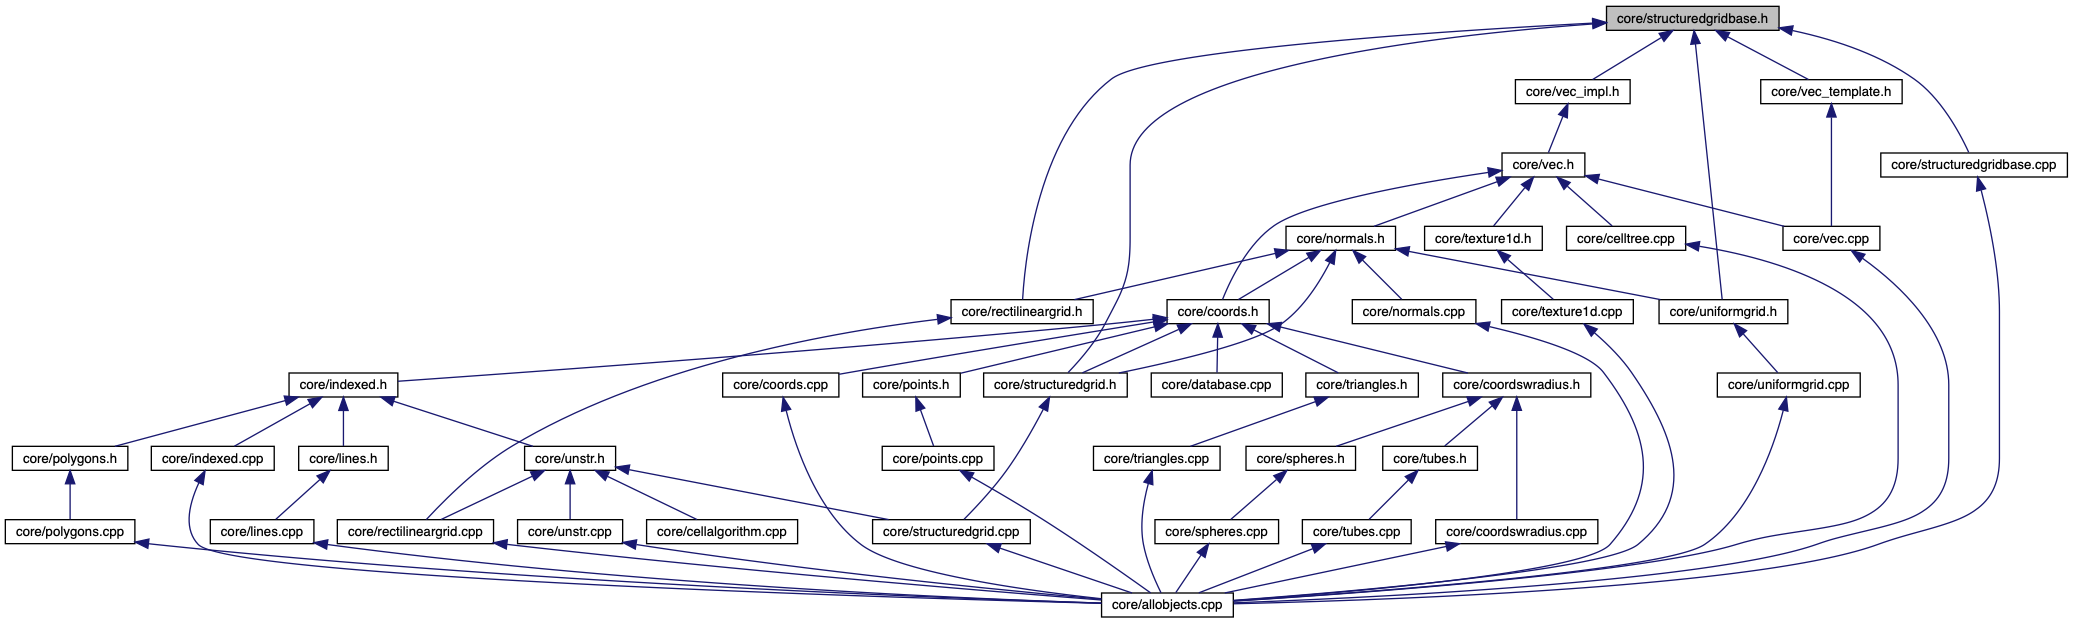 core/structuredgridbase.h
core/vec_impl.h
core/vec_template.h
core/vec.h
core/structuredgridbase.cpp
core/normals.h
core/texture1d.h
core/celltree.cpp
core/vec.cpp
core/rectilineargrid.h
core/coords.h
core/normals.cpp
core/texture1d.cpp
core/uniformgrid.h
core/indexed.h
core/coords.cpp
core/points.h
core/structuredgrid.h
core/database.cpp
core/triangles.h
core/coordswradius.h
core/uniformgrid.cpp
core/polygons.h
core/indexed.cpp
core/lines.h
core/unstr.h
core/points.cpp
core/triangles.cpp
core/spheres.h
core/tubes.h
core/polygons.cpp
core/lines.cpp
core/rectilineargrid.cpp
core/unstr.cpp
core/cellalgorithm.cpp
core/structuredgrid.cpp
core/spheres.cpp
core/tubes.cpp
core/coordswradius.cpp
core/allobjects.cpp